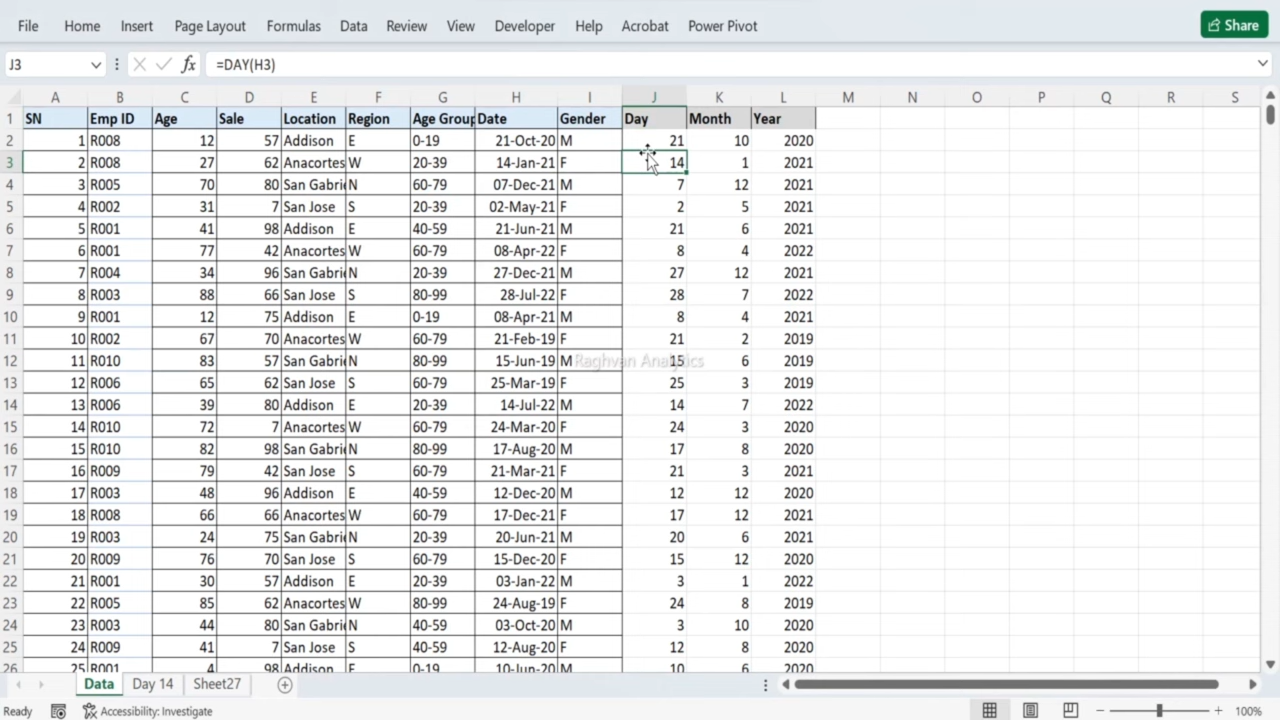 File Home Insert Page Layout Formulas Data Review View Developer Help Acrobat Power Pivot Share
J3 fx =DAY(H3)
A B C D E F G H I J K L M N O P Q R S
1 SN Emp ID Age Sale Location Region Age Group Date Gender Day Month Year
2 1 R008 12 57 Addison E 0-19 21-Oct-20 M 21 10 2020
3 2 R008 27 62 Anacortes W 20-39 14-Jan-21 F 14 1 2021
4 3 R005 70 80 San Gabri N 60-79 07-Dec-21 M 7 12 2021
5 4 R002 31 7 San Jose S 20-39 02-May-21 F 2 5 2021
6 5 R001 41 98 Addison E 40-59 21-Jun-21 M 21 6 2021
7 6 R001 77 42 Anacortes W 60-79 08-Apr-22 F 8 4 2022
8 7 R004 34 96 San Gabri N 20-39 27-Dec-21 M 27 12 2021
9 8 R003 88 66 San Jose S 80-99 28-Jul-22 F 28 7 2022
10 9 R001 12 75 Addison E 0-19 08-Apr-21 M 8 4 2021
11 10 R002 67 70 Anacortes W 60-79 21-Feb-19 F 21 2 2019
12 11 R010 83 57 San Gabri N 80-99 15-Jun-19 M 15 6 2019
Raghvan Analytics
13 12 R006 65 62 San Jose S 60-79 25-Mar-19 F 25 3 2019
14 13 R006 39 80 Addison E 20-39 14-Jul-22 M 14 7 2022
15 14 R010 72 7 Anacortes W 60-79 24-Mar-20 F 24 3 2020
16 15 R010 82 98 San Gabri N 80-99 17-Aug-20 M 17 8 2020
17 16 R009 79 42 San Jose S 60-79 21-Mar-21 F 21 3 2021
18 17 R003 48 96 Addison E 40-59 12-Dec-20 M 12 12 2020
19 18 R008 66 66 Anacortes W 60-79 17-Dec-21 F 17 12 2021
20 19 R003 24 75 San Gabri N 20-39 20-Jun-21 M 20 6 2021
21 20 R009 76 70 San Jose S 60-79 15-Dec-20 F 15 12 2020
22 21 R001 30 57 Addison E 20-39 03-Jan-22 M 3 1 2022
23 22 R005 85 62 Anacortes W 80-99 24-Aug-19 F 24 8 2019
24 23 R003 44 80 San Gabri N 40-59 03-Oct-20 M 3 10 2020
25 24 R009 41 7 San Jose S 40-59 12-Aug-20 F 12 8 2020
26 25 R001 4 98 Addison E 0-19 10-Jun-20 M 10 6 2020
Data Day 14 Sheet27
Ready Accessibility: Investigate 100%